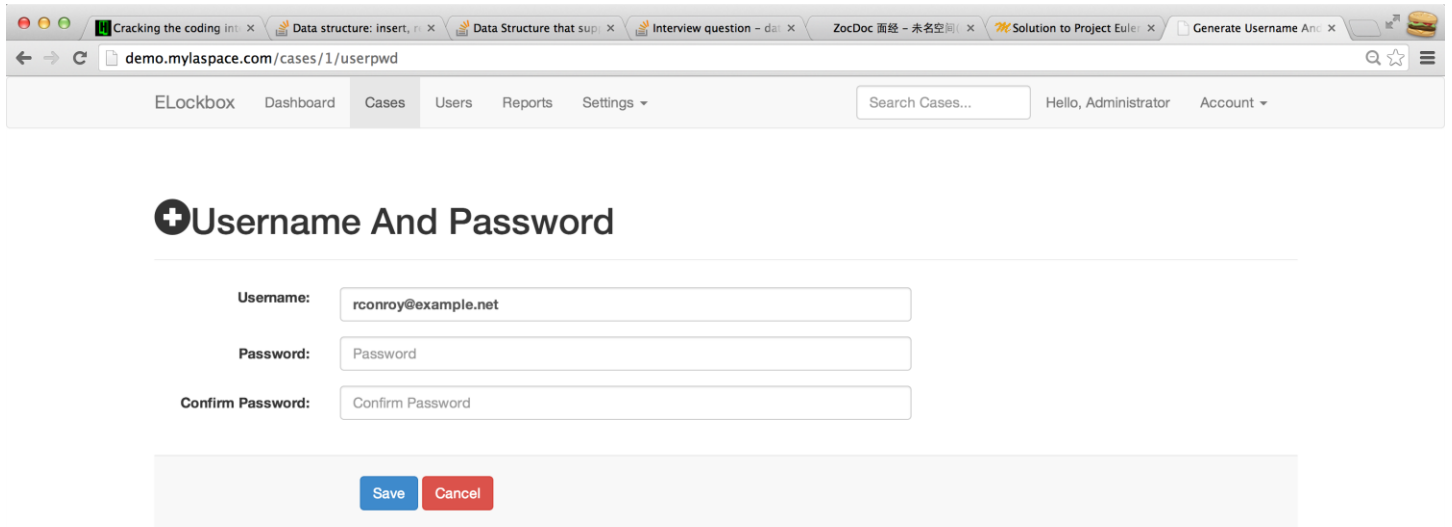 Cracking the coding int Data structure: insert, r Data Structure that sup Interview question – da ZocDoc 面经 – 未名空间( Solution to Project Euler Generate Username And
demo.mylaspace.com/cases/1/userpwd
ELockbox Dashboard Cases Users Reports Settings Search Cases... Hello, Administrator Account
Username And Password
Username: rconroy@example.net
Password: Password
Confirm Password: Confirm Password
Save Cancel